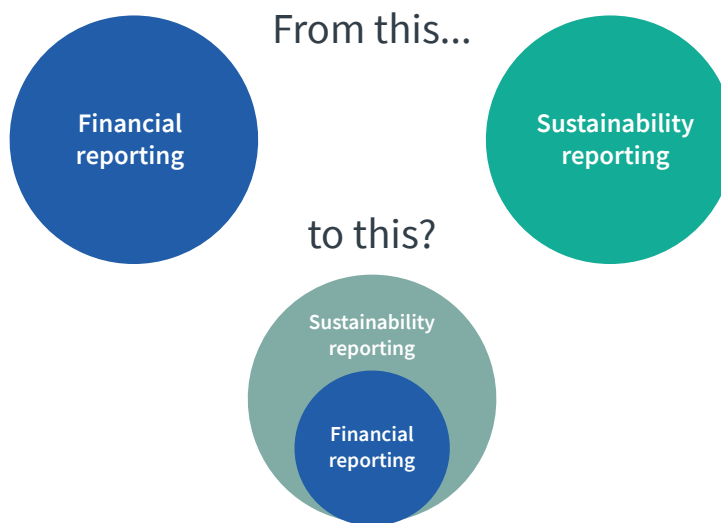 From this...
Financial
reporting
Sustainability
reporting
to this?
Sustainability
reporting
Financial
reporting